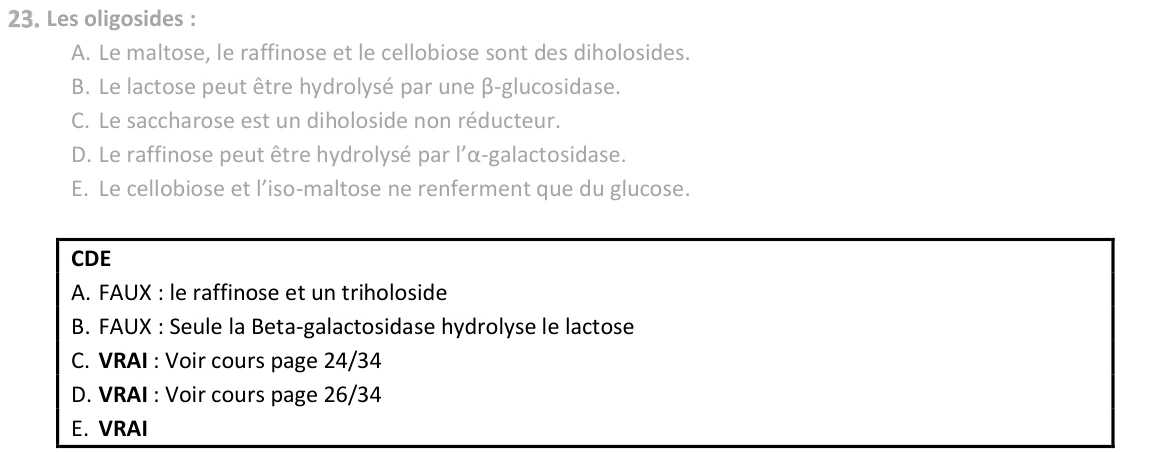 23. Les oligosides :
A. Le maltose, le raffinose et le cellobiose sont des diholosides.
B. Le lactose peut être hydrolysé par une β-glucosidase.
C. Le saccharose est un diholoside non réducteur.
D. Le raffinose peut être hydrolysé par l’α-galactosidase.
E. Le cellobiose et l’iso-maltose ne renferment que du glucose.
CDE
A. FAUX : le raffinose et un triholoside
B. FAUX : Seule la Beta-galactosidase hydrolyse le lactose
C. VRAI : Voir cours page 24/34
D. VRAI : Voir cours page 26/34
E. VRAI